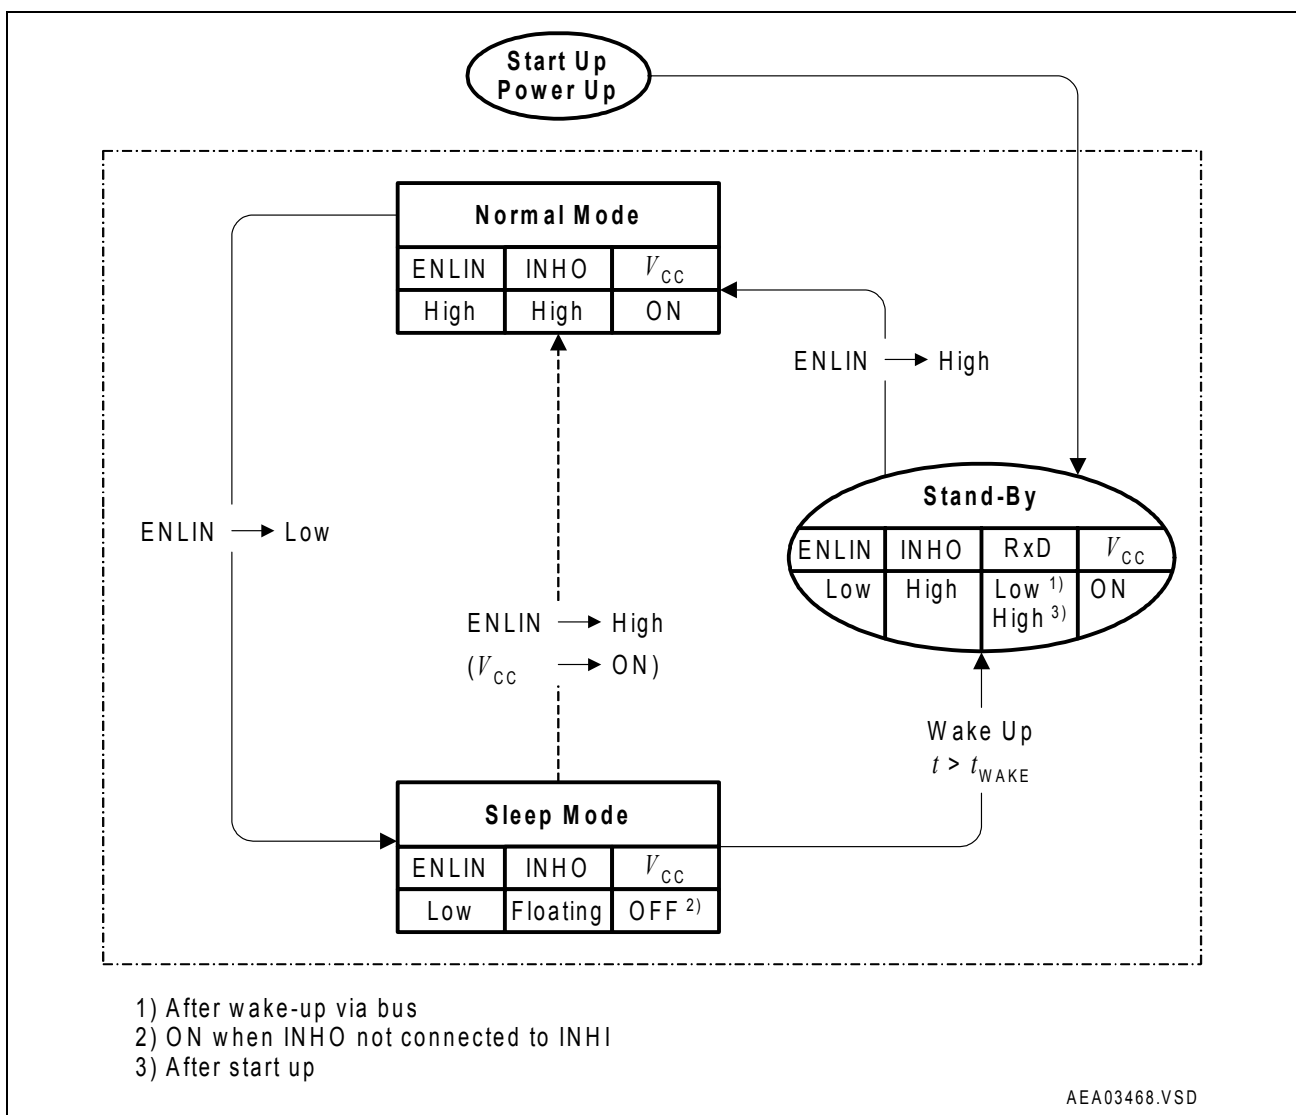 Start Up
Power Up
Normal Mode
ENLIN INHO VCC
High High ON
ENLIN → High
ENLIN → Low
Stand-By
ENLIN INHO RxD VCC
Low High Low 1) ON
High 3)
ENLIN → High
(VCC → ON)
Wake Up
t > tWAKE
Sleep Mode
ENLIN INHO VCC
Low Floating OFF 2)
1) After wake-up via bus
2) ON when INHO not connected to INHI
3) After start up
AEA03468.VSD